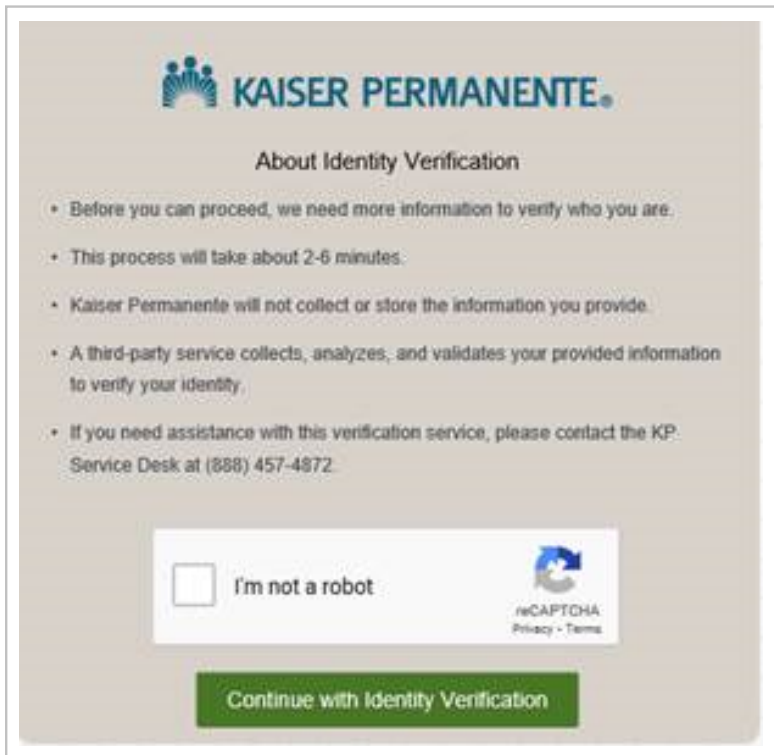 KAISER PERMANENTE®
About Identity Verification
• Before you can proceed, we need more information to verify who you are.
• This process will take about 2-6 minutes.
• Kaiser Permanente will not collect or store the information you provide.
• A third-party service collects, analyzes, and validates your provided information
to verify your identity.
• If you need assistance with this verification service, please contact the KP
Service Desk at (888) 457-4872.
I'm not a robot
reCAPTCHA
Privacy - Terms
Continue with Identity Verification